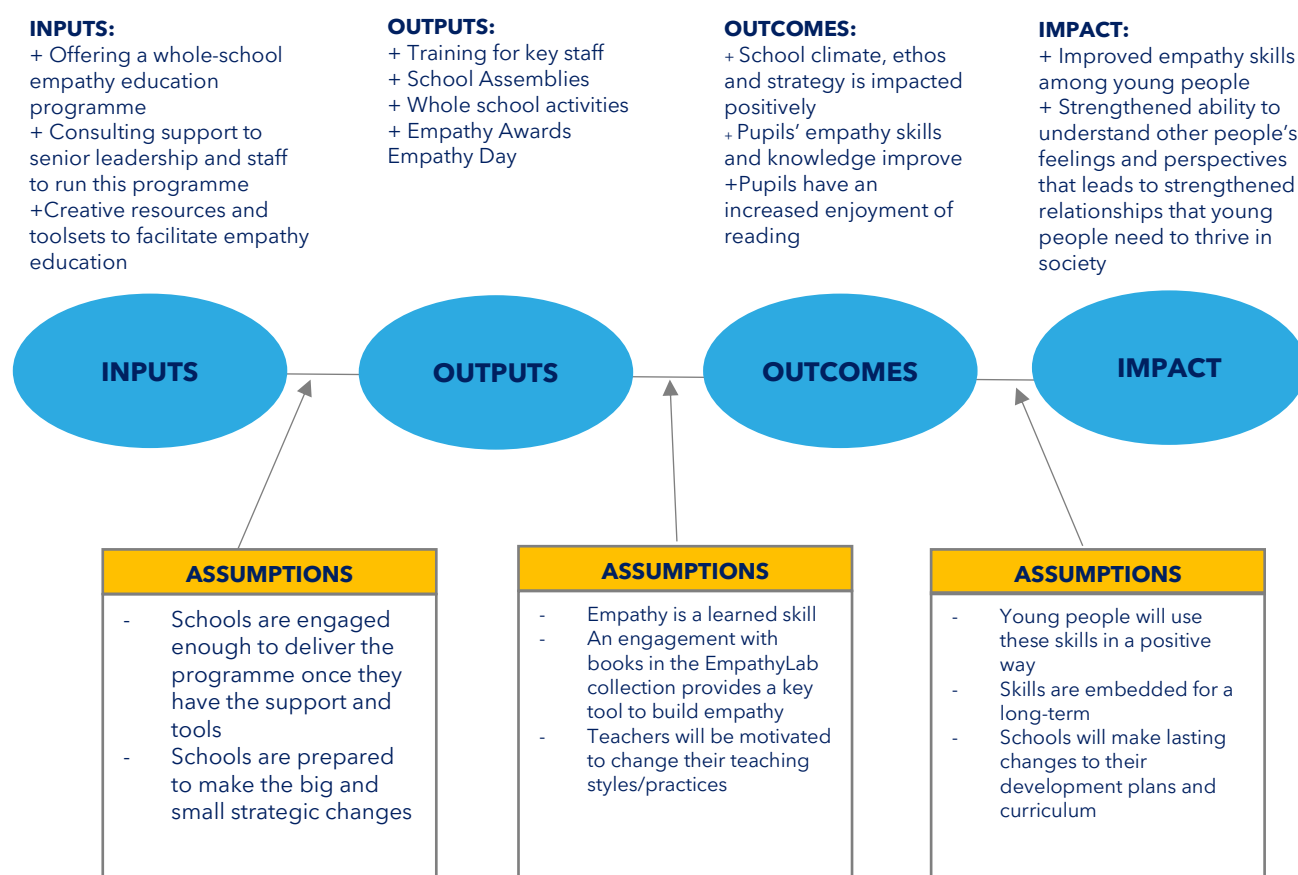 INPUTS:
+ Offering a whole-school
empathy education
programme
+ Consulting support to
senior leadership and staff
to run this programme
+Creative resources and
toolsets to facilitate empathy
education
OUTPUTS:
+ Training for key staff
+ School Assemblies
+ Whole school activities
+ Empathy Awards
Empathy Day
OUTCOMES:
+ School climate, ethos
and strategy is impacted
positively
+ Pupils' empathy skills
and knowledge improve
+Pupils have an
increased enjoyment of
reading
IMPACT:
+ Improved empathy skills
among young people
+ Strengthened ability to
understand other people's
feelings and perspectives
that leads to strengthened
relationships that young
people need to thrive in
society
INPUTS
OUTPUTS
OUTCOMES
IMPACT
ASSUMPTIONS
- Schools are engaged
enough to deliver the
programme once they
have the support and
tools
- Schools are prepared
to make the big and
small strategic changes
ASSUMPTIONS
- Empathy is a learned skill
- An engagement with
books in the EmpathyLab
collection provides a key
tool to build empathy
- Teachers will be motivated
to change their teaching
styles/practices
ASSUMPTIONS
- Young people will use
these skills in a positive
way
- Skills are embedded for a
long-term
- Schools will make lasting
changes to their
development plans and
curriculum